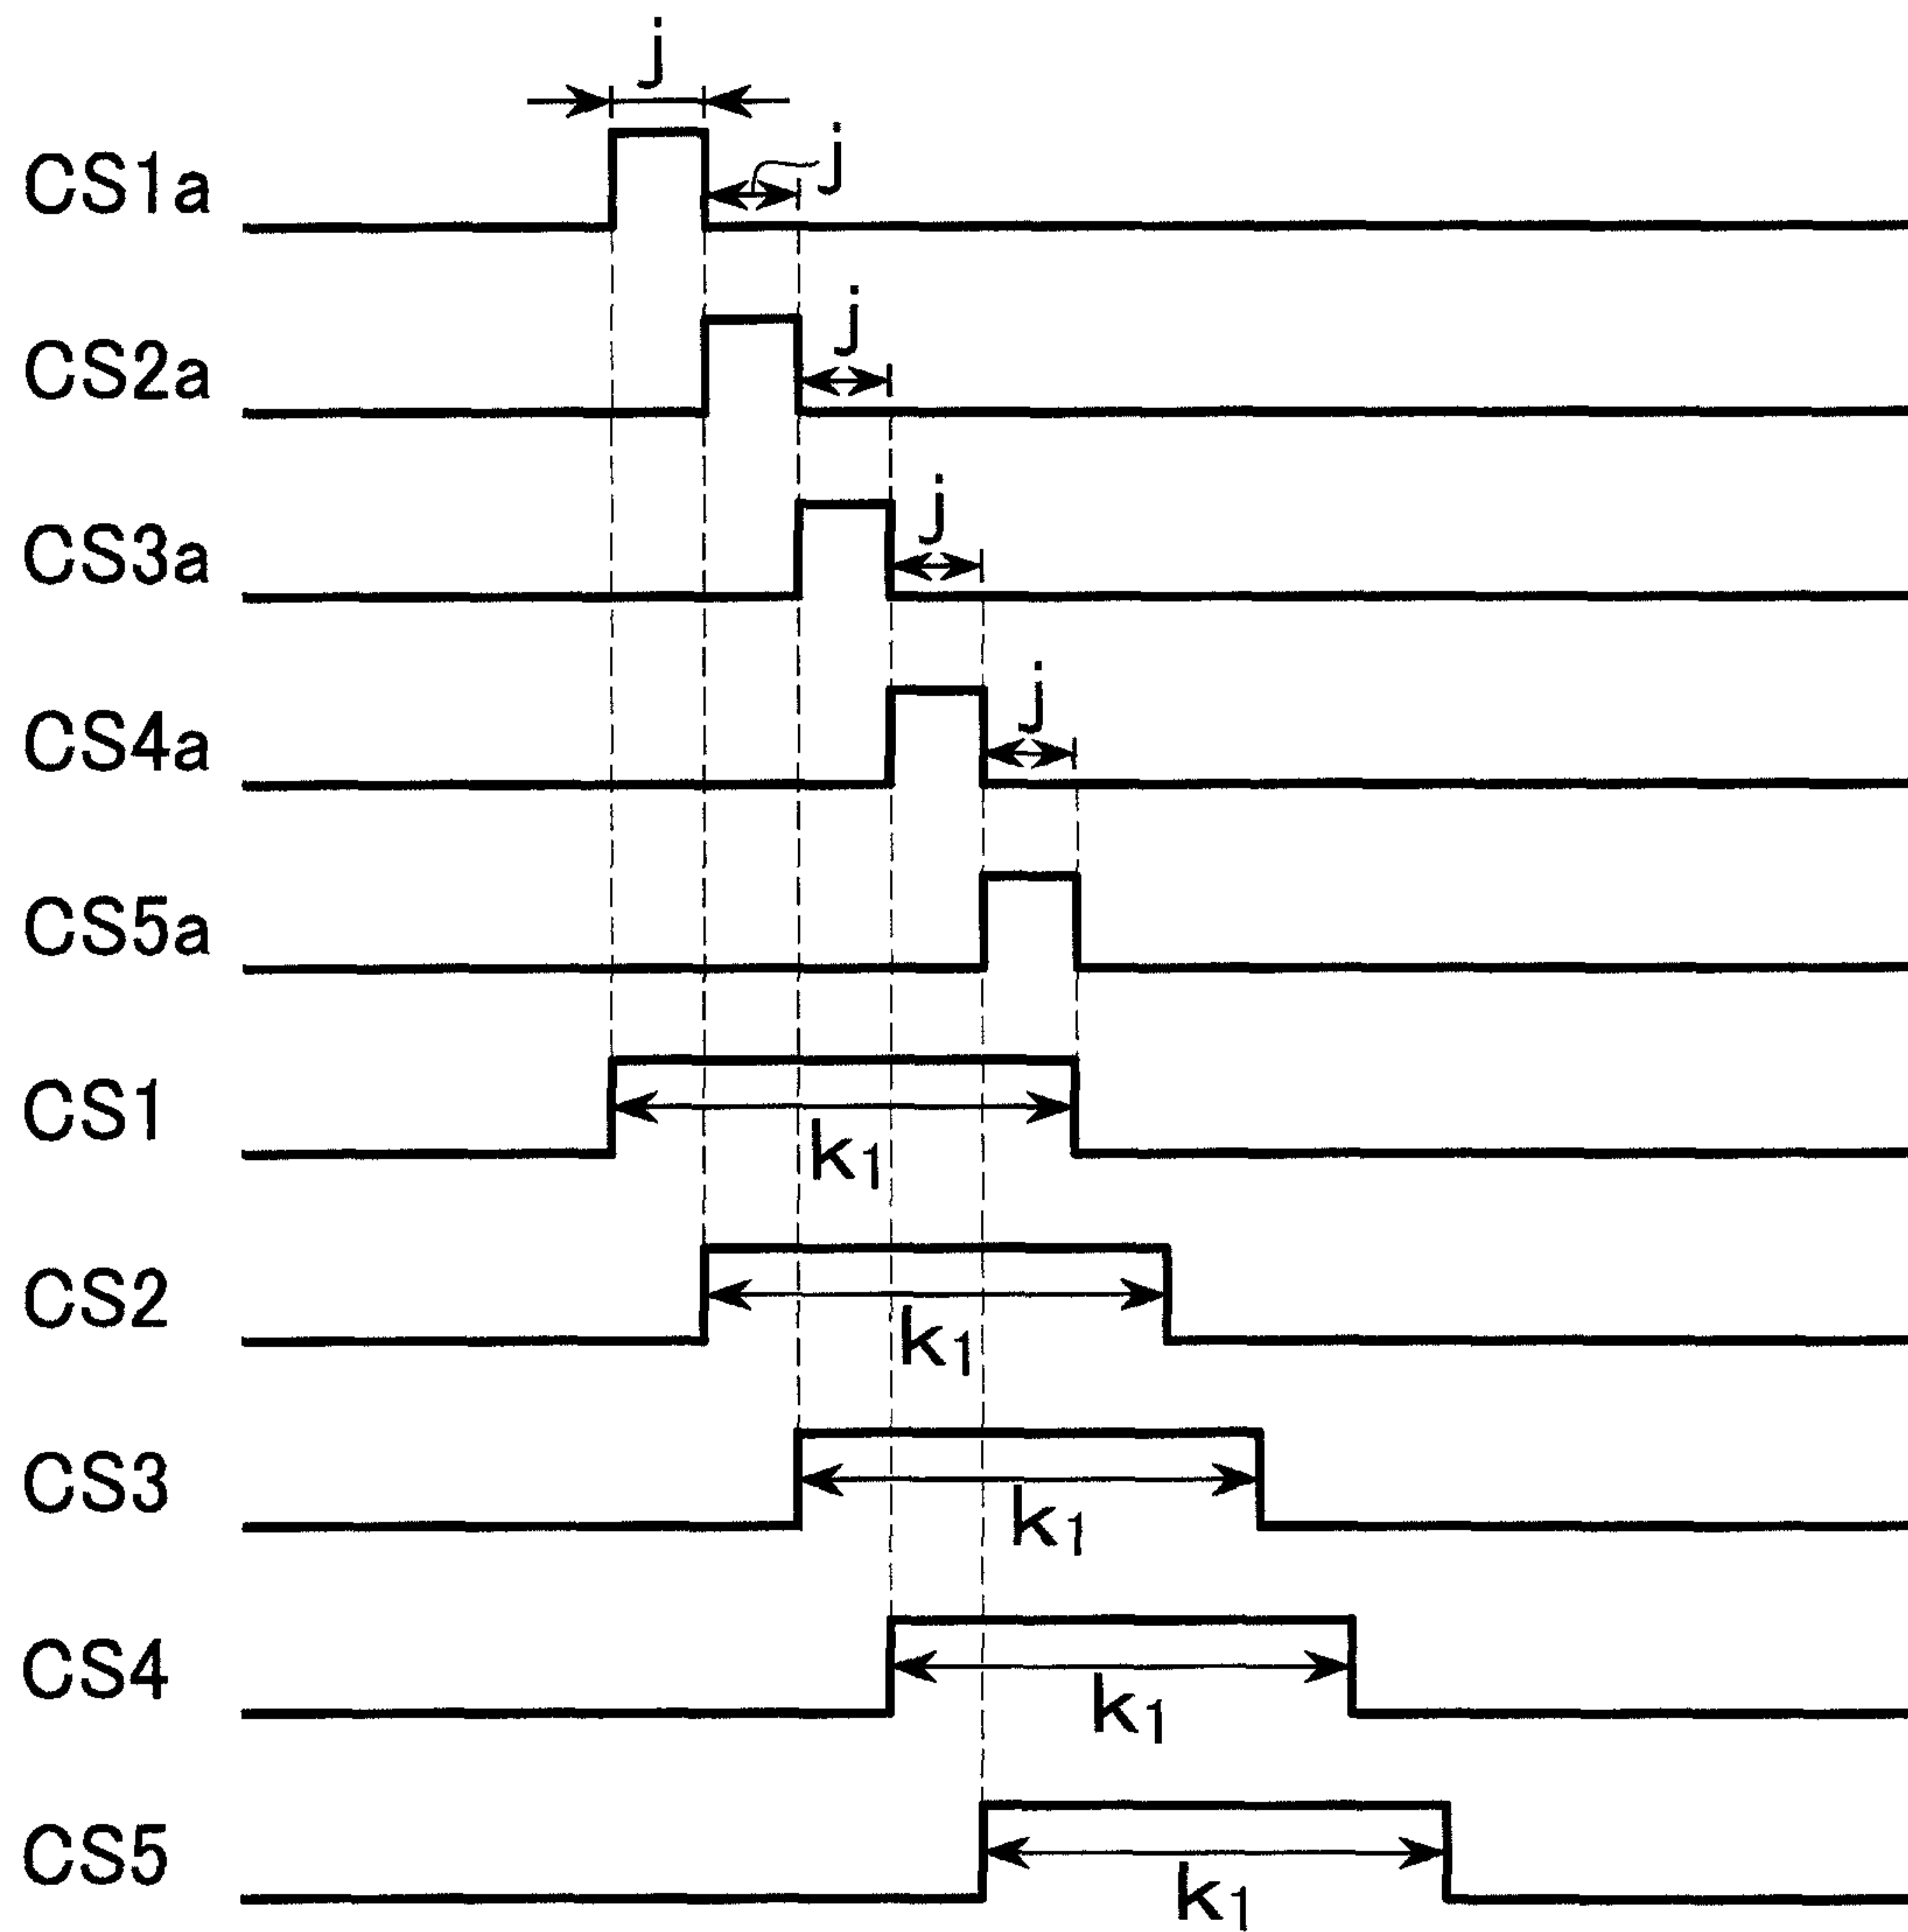 j
CS1a j
CS2a j
CS3a j
CS4a j
CS5a
CS1 k1
CS2 k1
CS3 k1
CS4 k1
CS5 k1